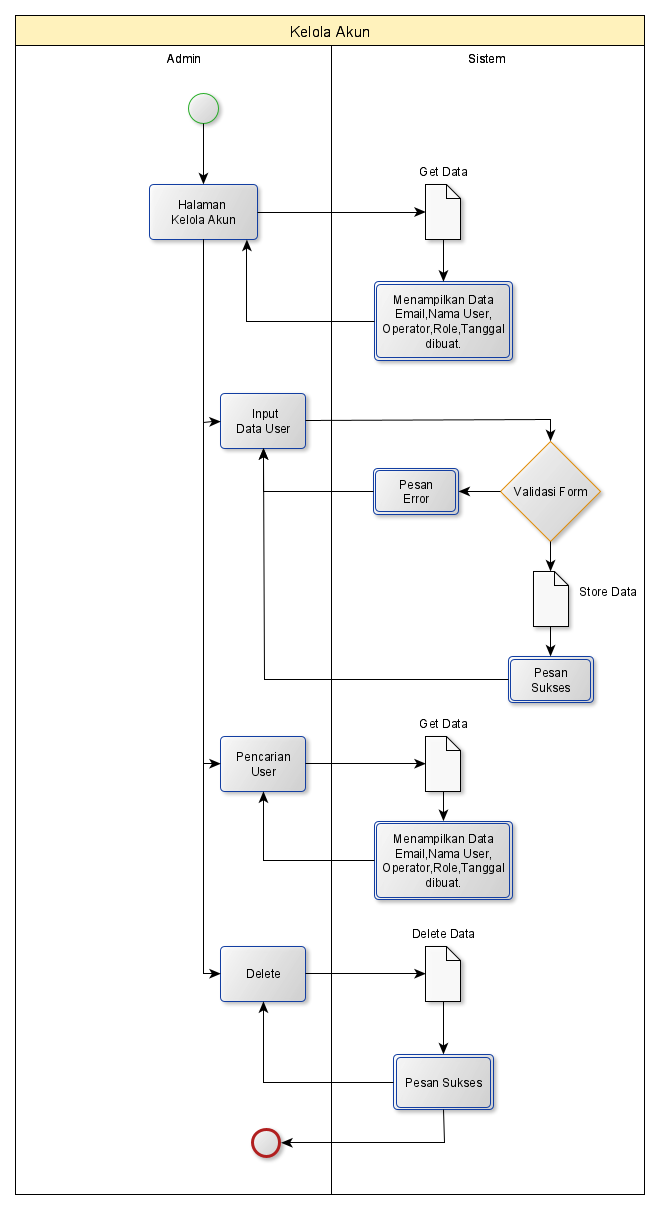 Kelola Akun
Admin
Sistem
Get Data
Halaman
Kelola Akun
Menampilkan Data
Email,Nama User,
Operator,Role,Tanggal
dibuat.
Input
Data User
Pesan
Error
Validasi Form
Store Data
Pesan
Sukses
Get Data
Pencarian
User
Menampilkan Data
Email,Nama User,
Operator,Role,Tanggal
dibuat.
Delete Data
Delete
Pesan Sukses